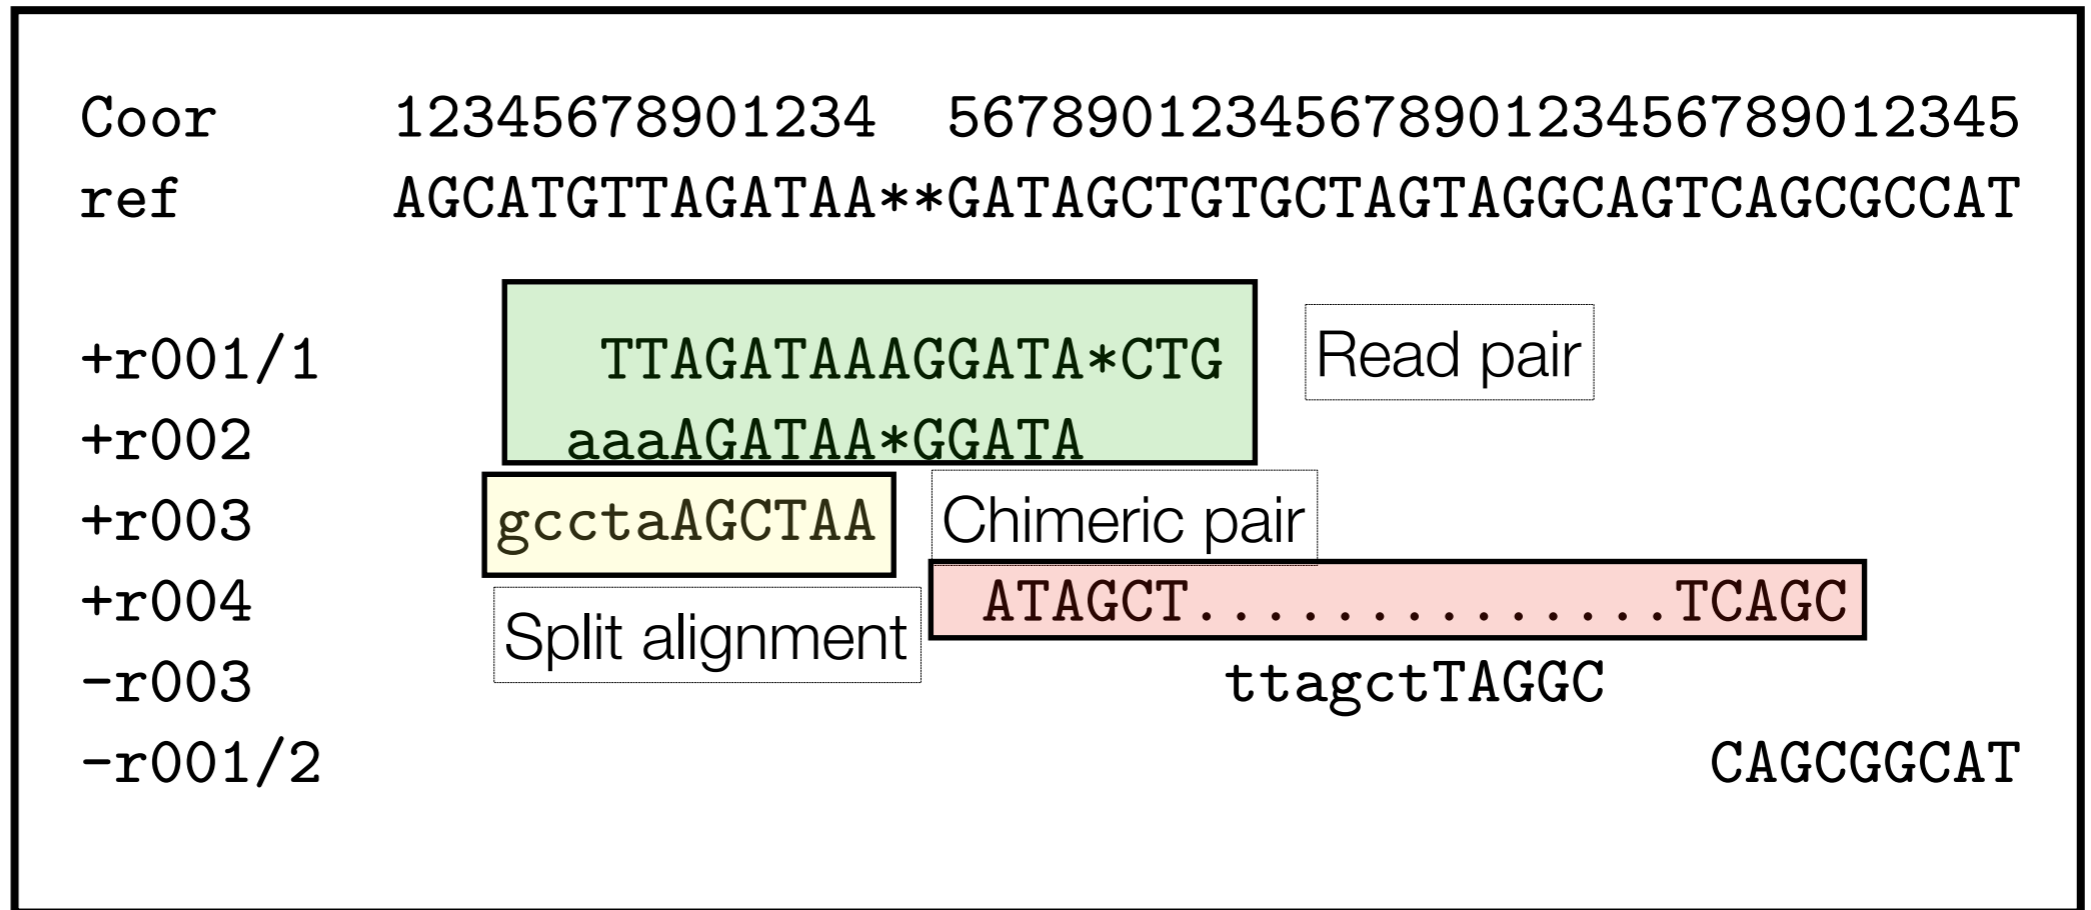 Coor 12345678901234 5678901234567890123456789012345
ref AGCATGTTAGATAA**GATAGCTGTGCTAGTAGGCAGTCAGCGCCAT
+r001/1 TTAGATAAAGGATA*CTG Read pair
+r002 aaaAGATAA*GGATA
+r003 gcctaAGCTAA Chimeric pair
+r004 ATAGCT..............TCAGC
Split alignment
-r003 ttagctTAGGC
-r001/2 CAGCGGCAT